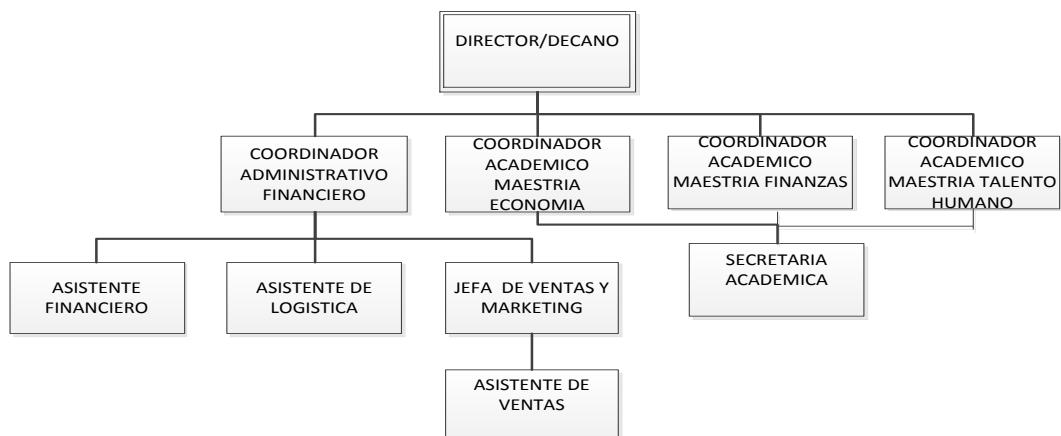 DIRECTOR/DECANO
COORDINADOR
ADMINISTRATIVO
FINANCIERO
COORDINADOR
ACADEMICO
MAESTRIA
ECONOMIA
COORDINADOR
ACADEMICO
MAESTRIA FINANZAS
COORDINADOR
ACADEMICO
MAESTRIA TALENTO
HUMANO
ASISTENTE
FINANCIERO
ASISTENTE DE
LOGISTICA
JEFA DE VENTAS Y
MARKETING
SECRETARIA
ACADEMICA
ASISTENTE DE
VENTAS